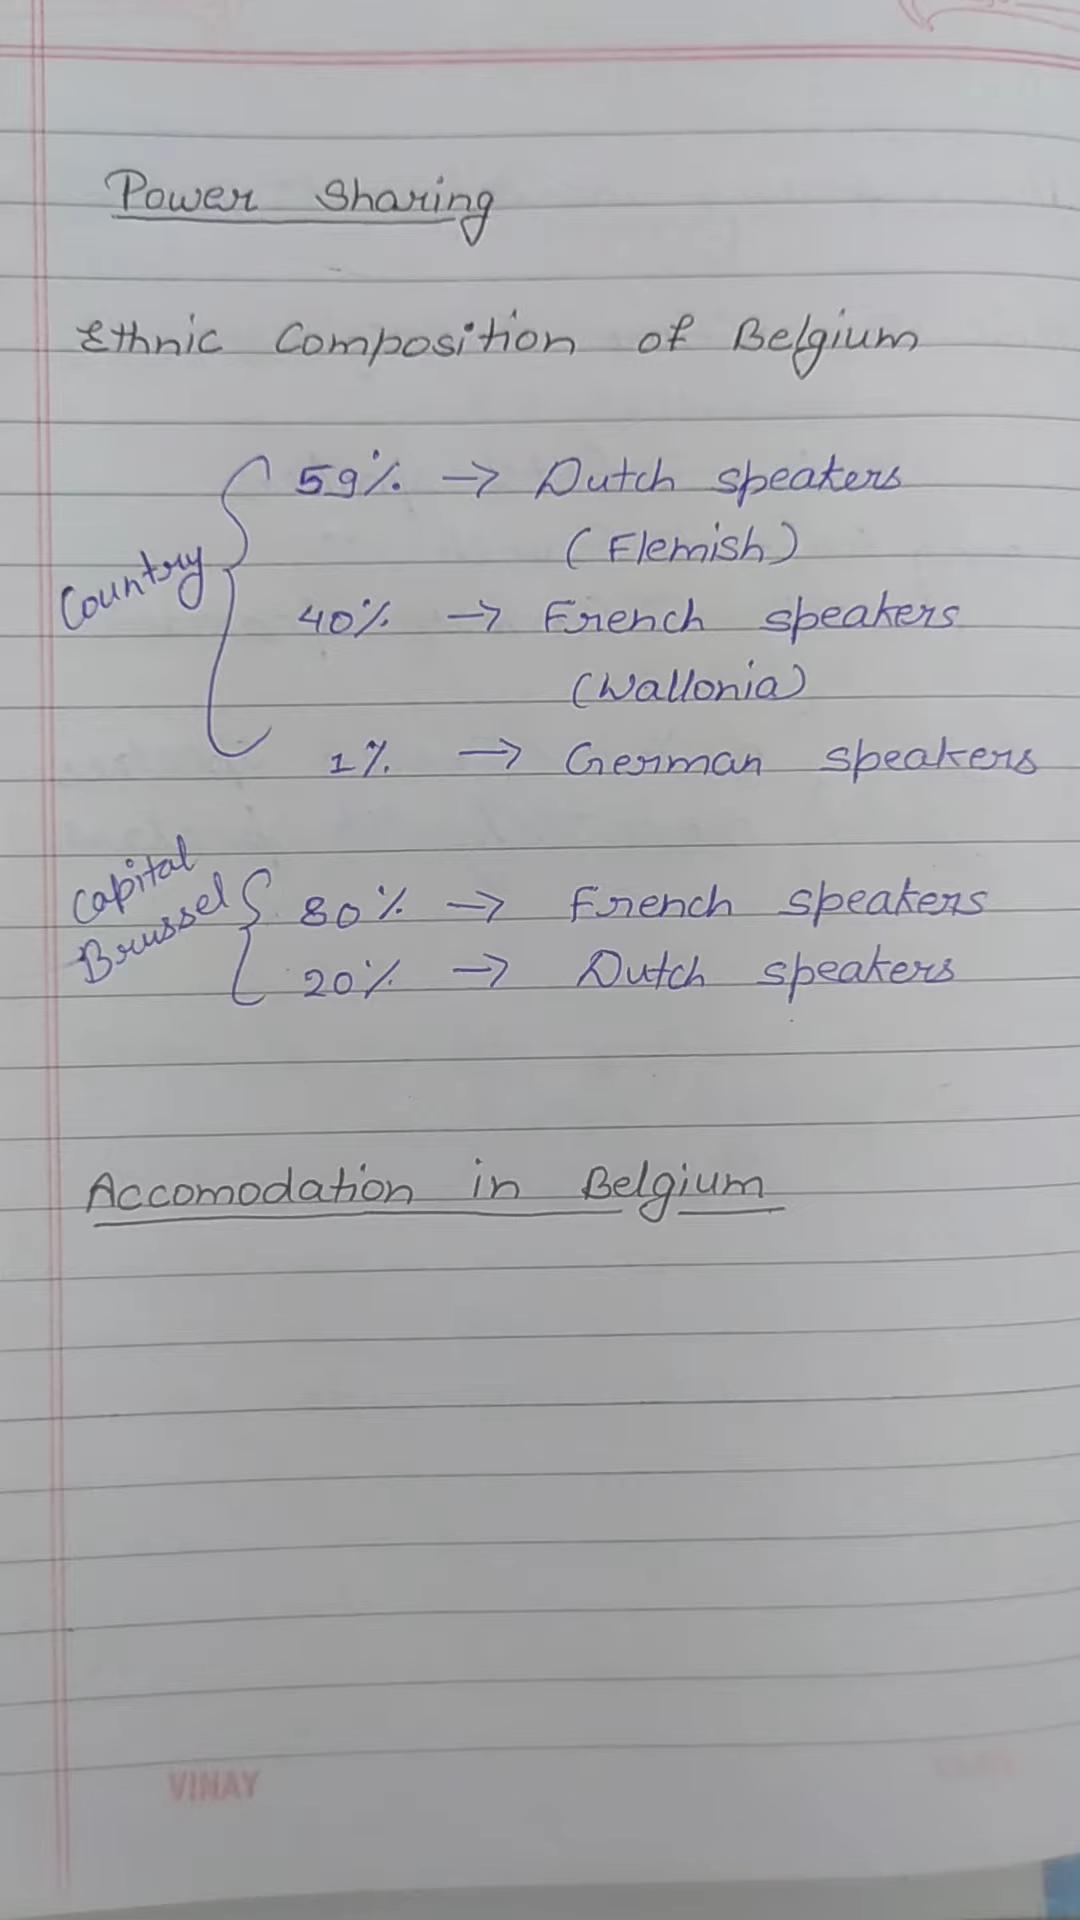 Power Sharing
Ethnic Composition of Belgium
Country
59% → Dutch speakers
(Flemish)
40% → French speakers
(Wallonia)
1% → German speakers
Capital
Brussel
80% → French speakers
20% → Dutch speakers
Accomodation in Belgium
VINAY